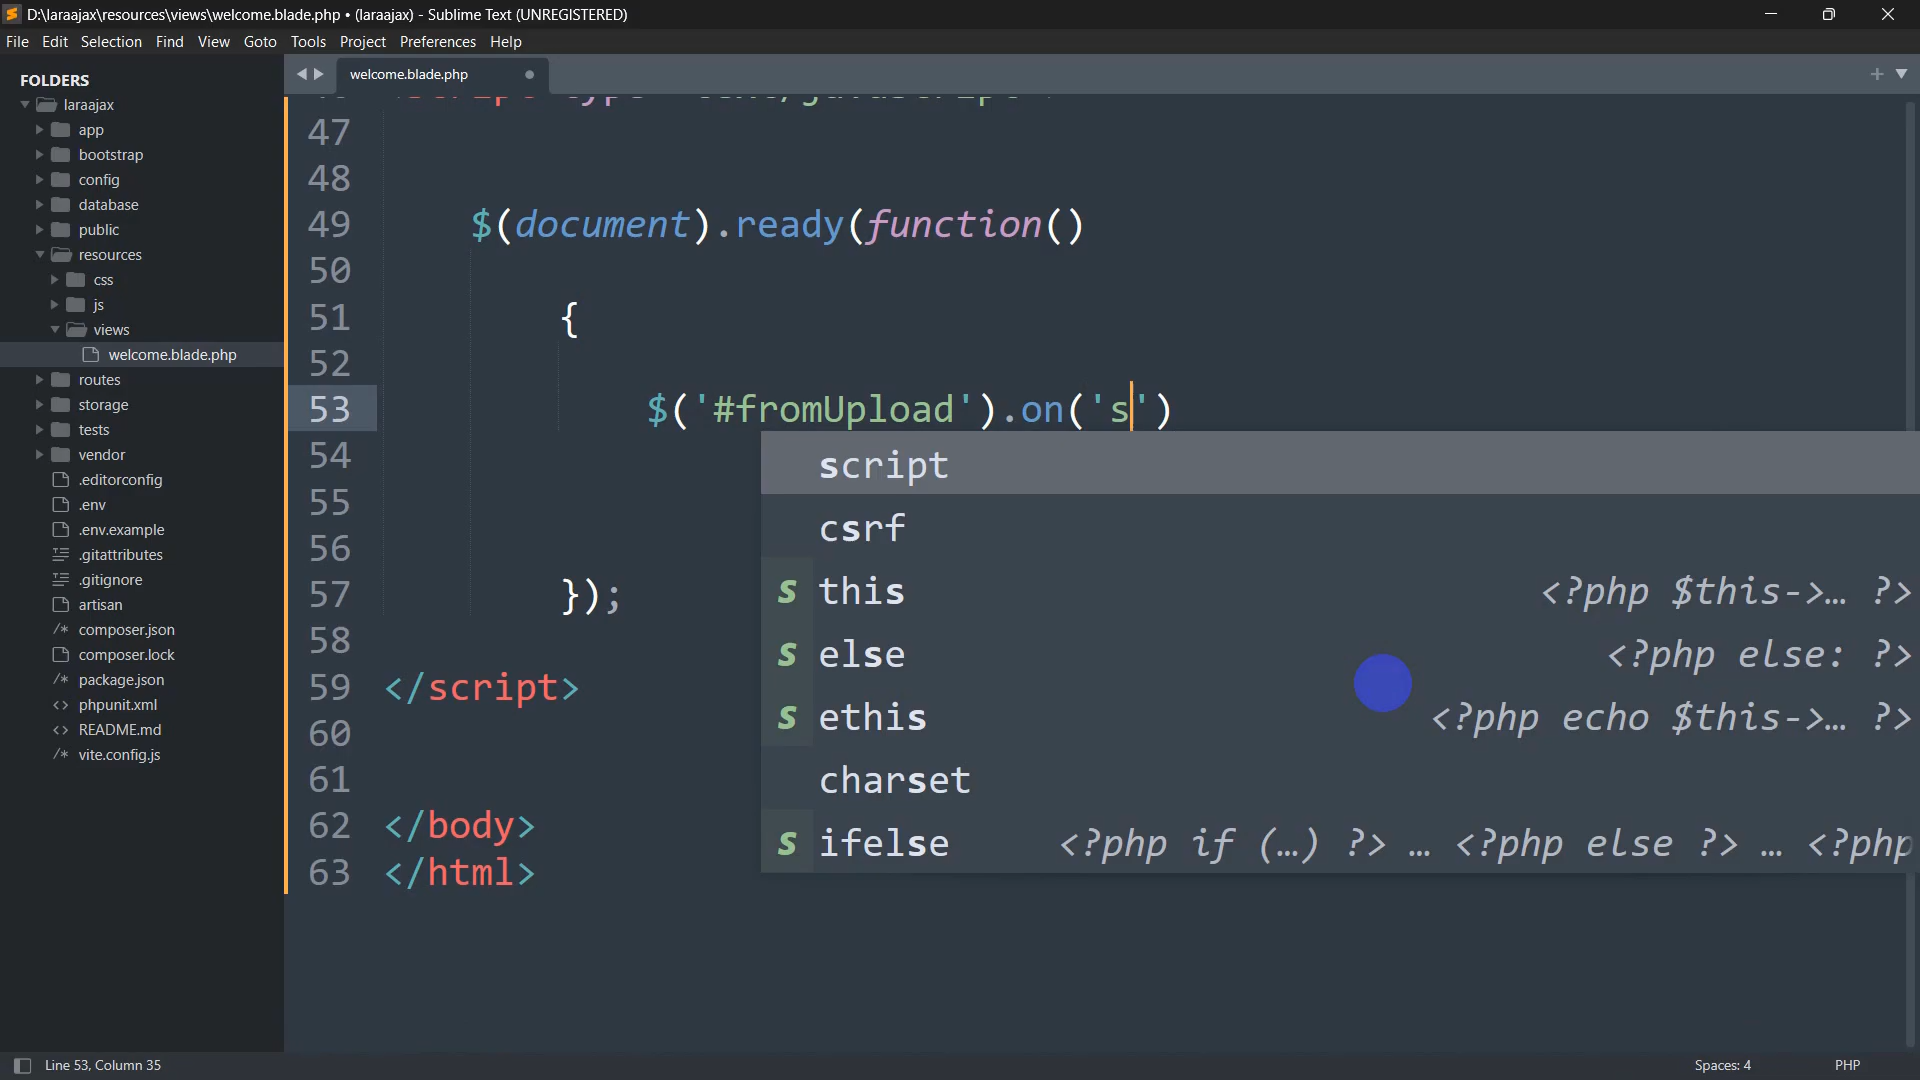 D:\laraajax\resources\views\welcome.blade.php • (laraajax) - Sublime Text (UNREGISTERED)
File Edit Selection Find View Goto Tools Project Preferences Help
FOLDERS
laraajax
app
bootstrap
config
database
public
resources
css
js
views
welcome.blade.php
routes
storage
tests
vendor
.editorconfig
.env
.env.example
.gitattributes
.gitignore
artisan
composer.json
composer.lock
package.json
phpunit.xml
README.md
vite.config.js
welcome.blade.php
47
48
49 $(document).ready(function()
50
51 {
52
53 $('#fromUpload').on('s')
54
55
56
57 });
58
59 </script>
60
61
62 </body>
63 </html>
script
csrf
s this <?php $this->… ?>
s else <?php else: ?>
s ethis <?php echo $this->… ?>
charset
s ifelse <?php if (…) ?> … <?php else ?> … <?php
Line 53, Column 35
Spaces: 4
PHP